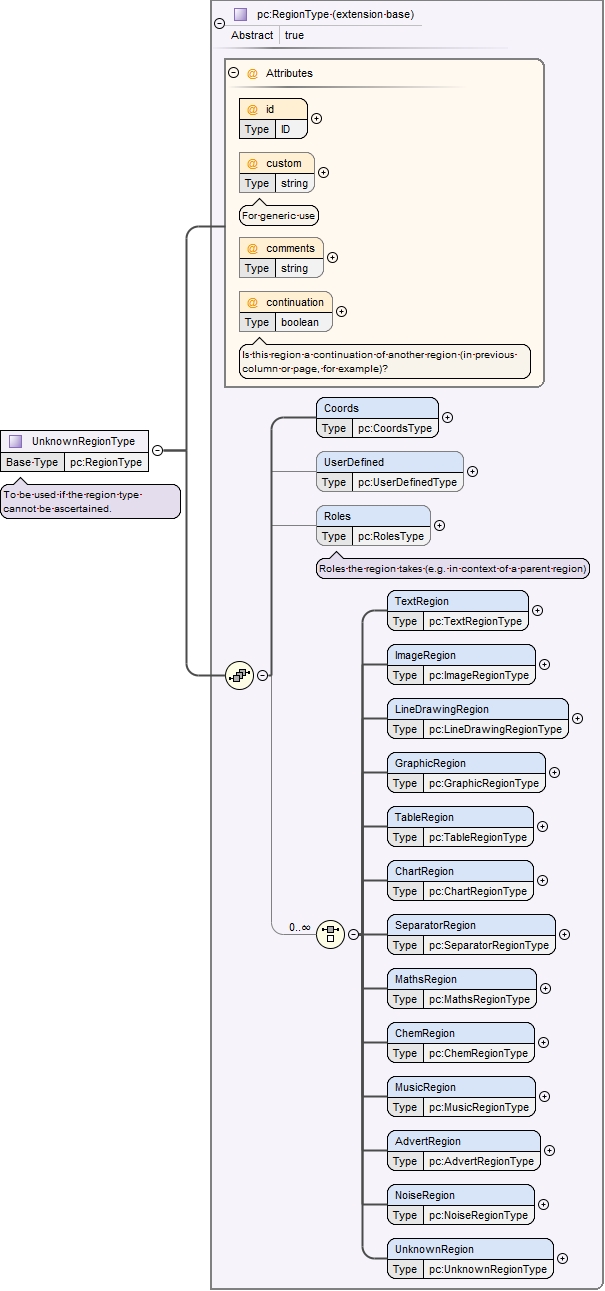 pc:RegionType (extension base)
Abstract true
@ Attributes
@ id
Type ID
@ custom
Type string
For generic use
@ comments
Type string
@ continuation
Type boolean
Is this region a continuation of another region (in previous
column or page, for example)?
UnknownRegionType
Base Type pc:RegionType
To be used if the region type
cannot be ascertained.
Coords
Type pc:CoordsType
UserDefined
Type pc:UserDefinedType
Roles
Type pc:RolesType
Roles the region takes (e.g. in context of a parent region)
0..∞
TextRegion
Type pc:TextRegionType
ImageRegion
Type pc:ImageRegionType
LineDrawingRegion
Type pc:LineDrawingRegionType
GraphicRegion
Type pc:GraphicRegionType
TableRegion
Type pc:TableRegionType
ChartRegion
Type pc:ChartRegionType
SeparatorRegion
Type pc:SeparatorRegionType
MathsRegion
Type pc:MathsRegionType
ChemRegion
Type pc:ChemRegionType
MusicRegion
Type pc:MusicRegionType
AdvertRegion
Type pc:AdvertRegionType
NoiseRegion
Type pc:NoiseRegionType
UnknownRegion
Type pc:UnknownRegionType